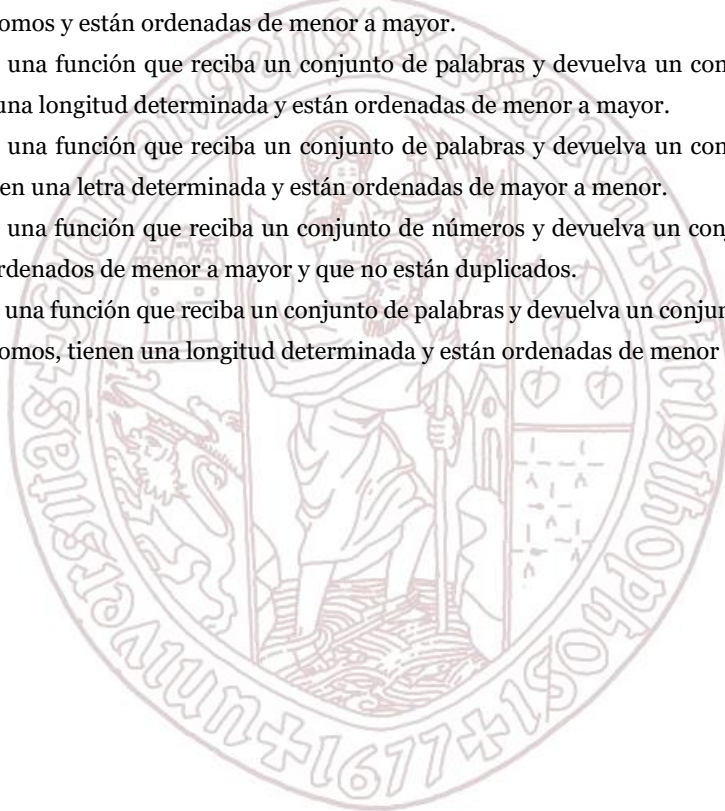 omos y están ordenadas de menor a mayor.
una función que reciba un conjunto de palabras y devuelva un con
una longitud determinada y están ordenadas de menor a mayor.
una función que reciba un conjunto de palabras y devuelva un con
en una letra determinada y están ordenadas de mayor a menor.
una función que reciba un conjunto de números y devuelva un conj
rdenados de menor a mayor y que no están duplicados.
una función que reciba un conjunto de palabras y devuelva un conjun
omos, tienen una longitud determinada y están ordenadas de menor
1677